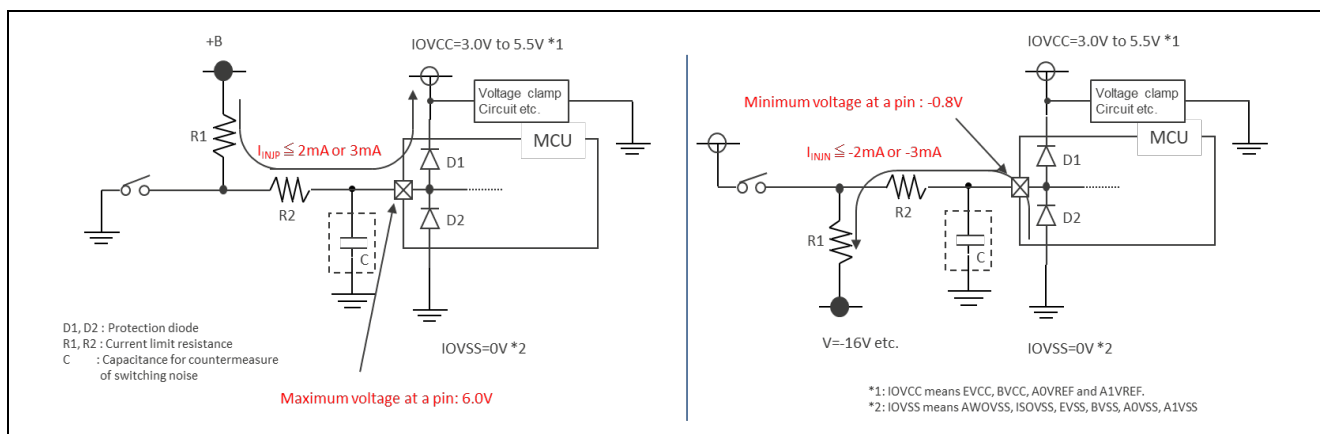 +B
IOVCC=3.0V to 5.5V *1
Voltage clamp
Circuit etc.
MCU
R1
I_INJP ≦ 2mA or 3mA
D1
R2
D2
C
D1, D2 : Protection diode
R1, R2 : Current limit resistance
C : Capacitance for countermeasure
of switching noise
IOVSS=0V *2
Maximum voltage at a pin: 6.0V
IOVCC=3.0V to 5.5V *1
Voltage clamp
Circuit etc.
Minimum voltage at a pin : -0.8V
MCU
I_INJN ≦ -2mA or -3mA
D1
R2
D2
R1
C
V=-16V etc.
IOVSS=0V *2
*1: IOVCC means EVCC, BVCC, A0VREF and A1VREF.
*2: IOVSS means AWOVSS, ISOVSS, EVSS, BVSS, A0VSS, A1VSS